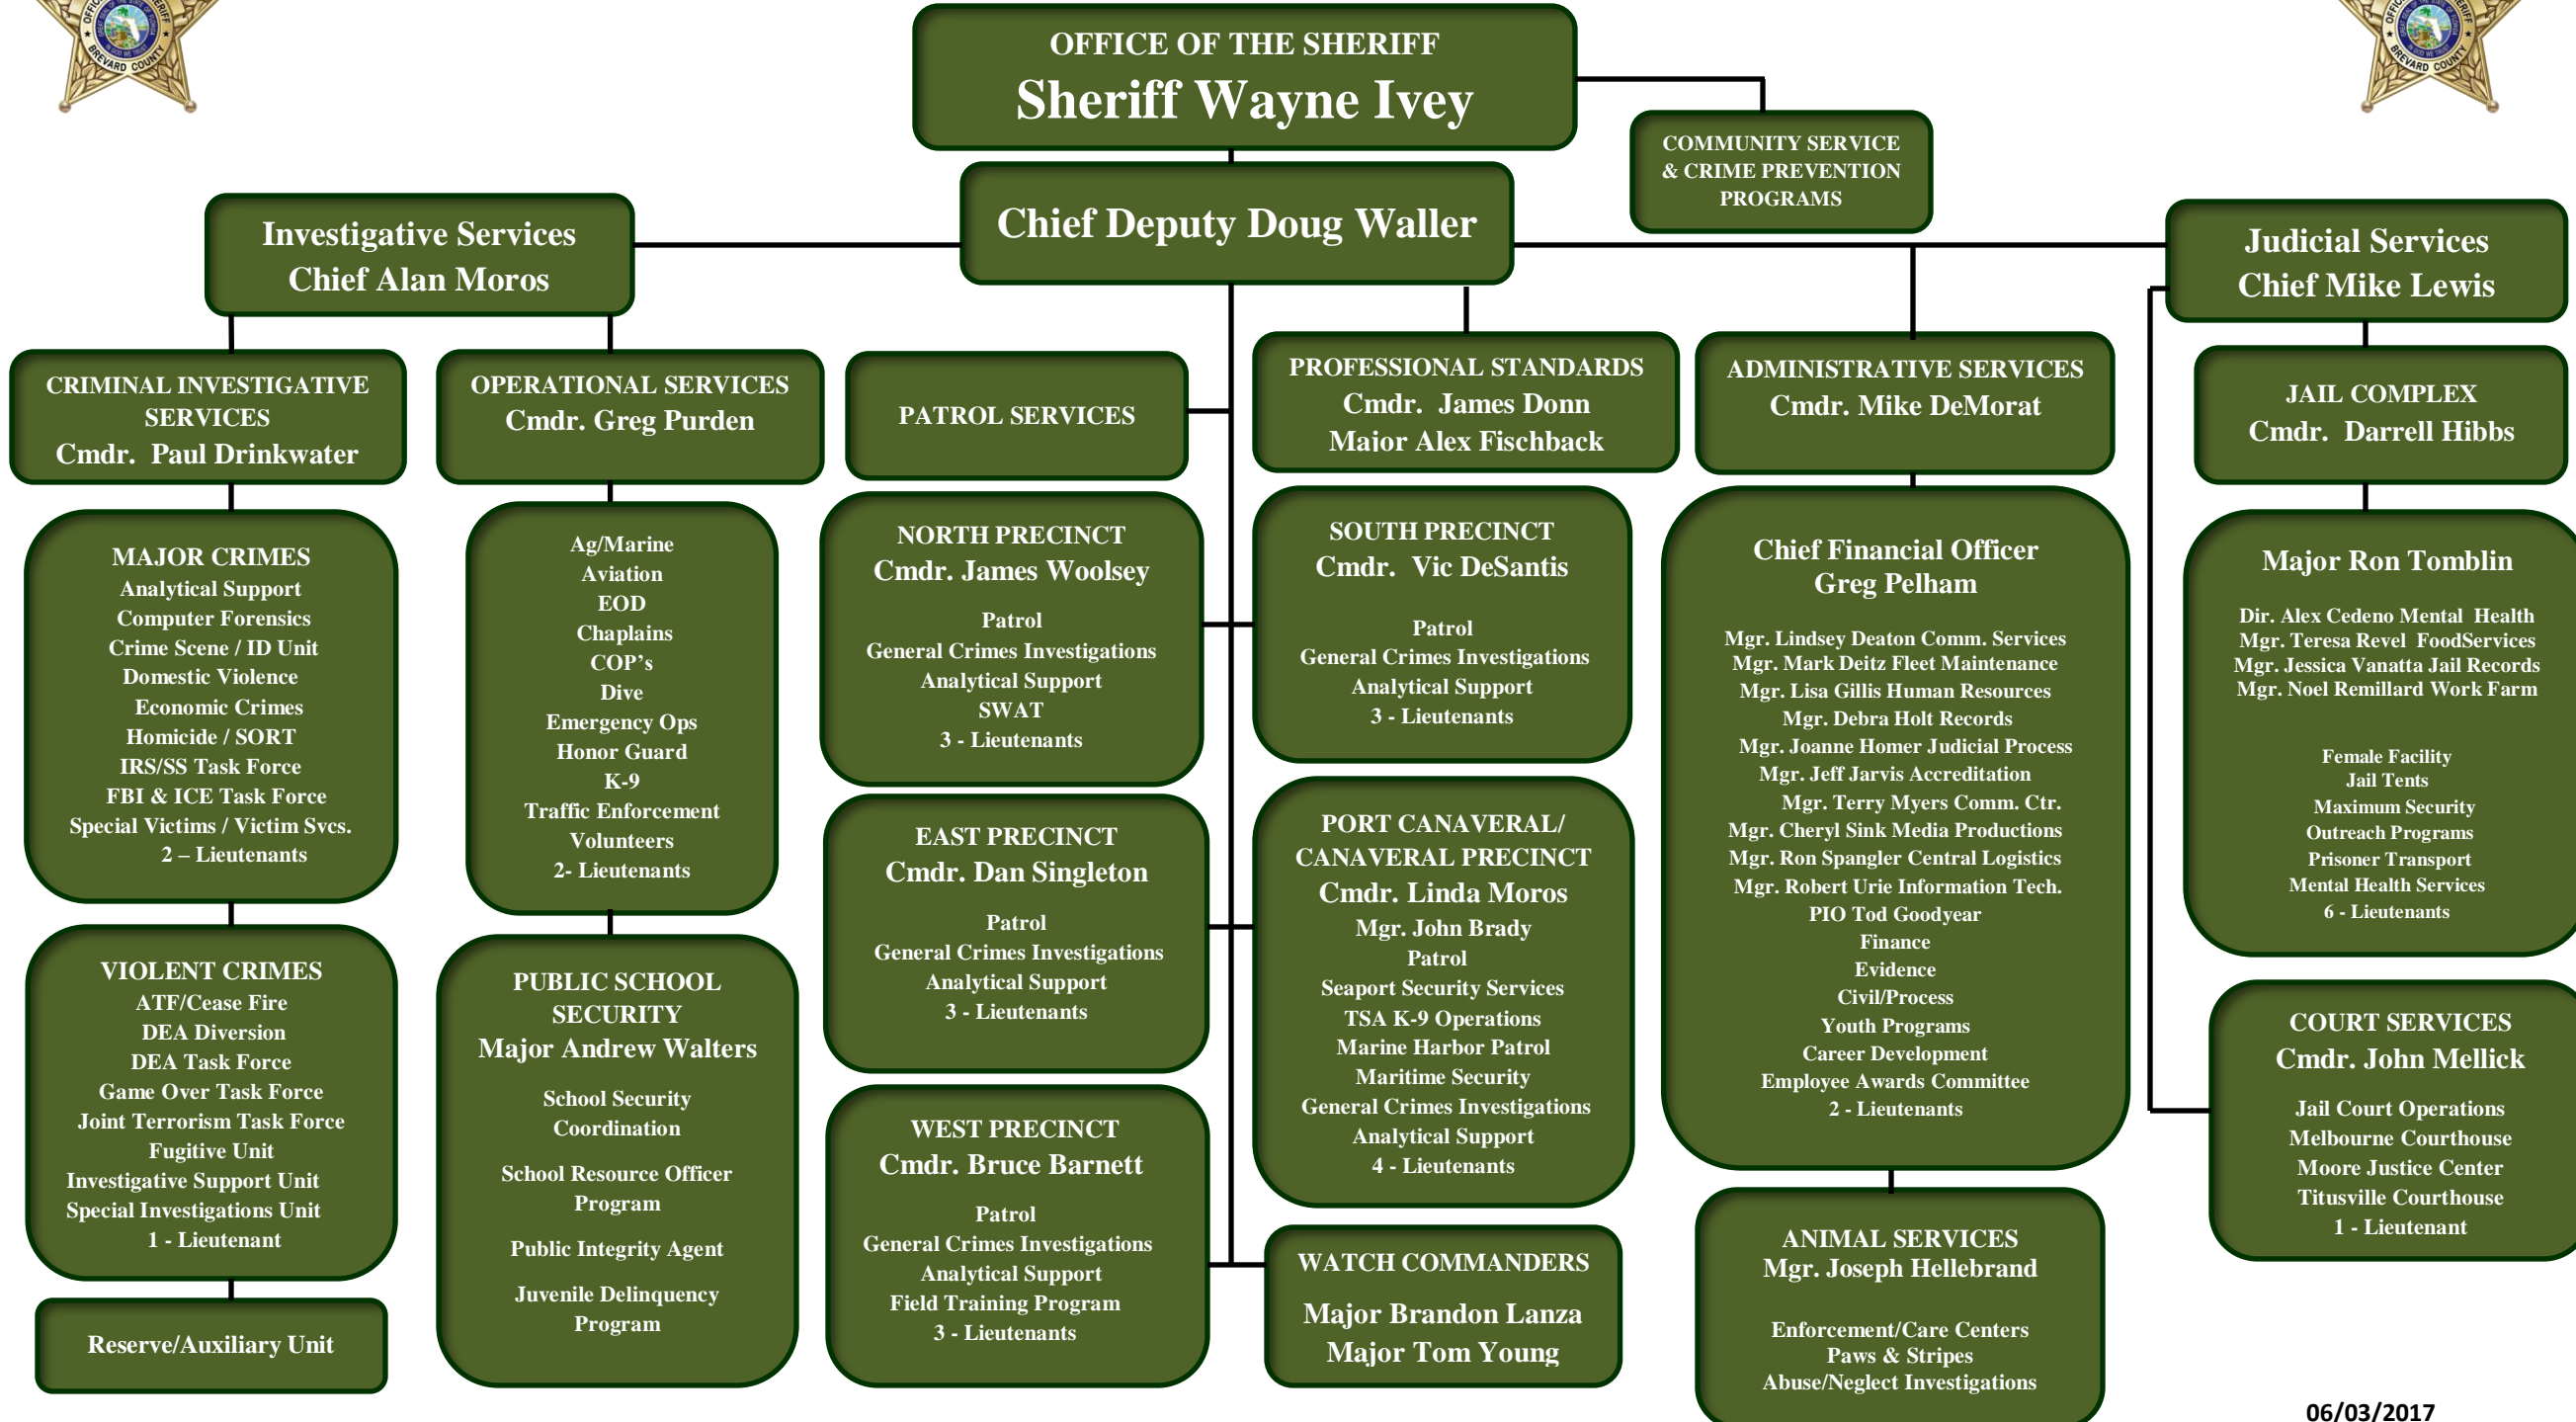 OFFICE OF THE SHERIFF
Sheriff Wayne Ivey
COMMUNITY SERVICE
& CRIME PREVENTION
PROGRAMS
Chief Deputy Doug Waller
Investigative Services
Chief Alan Moros
Judicial Services
Chief Mike Lewis
CRIMINAL INVESTIGATIVE
SERVICES
Cmdr. Paul Drinkwater
MAJOR CRIMES
Analytical Support
Computer Forensics
Crime Scene / ID Unit
Domestic Violence
Economic Crimes
Homicide / SORT
IRS/SS Task Force
FBI & ICE Task Force
Special Victims / Victim Svcs.
2 – Lieutenants
VIOLENT CRIMES
ATF/Cease Fire
DEA Diversion
DEA Task Force
Game Over Task Force
Joint Terrorism Task Force
Fugitive Unit
Investigative Support Unit
Special Investigations Unit
1 - Lieutenant
Reserve/Auxiliary Unit
OPERATIONAL SERVICES
Cmdr. Greg Purden
Ag/Marine
Aviation
EOD
Chaplains
COP’s
Dive
Emergency Ops
Honor Guard
K-9
Traffic Enforcement
Volunteers
2- Lieutenants
PUBLIC SCHOOL
SECURITY
Major Andrew Walters
School Security
Coordination
School Resource Officer
Program
Public Integrity Agent
Juvenile Delinquency
Program
PATROL SERVICES
NORTH PRECINCT
Cmdr. James Woolsey
Patrol
General Crimes Investigations
Analytical Support
SWAT
3 - Lieutenants
EAST PRECINCT
Cmdr. Dan Singleton
Patrol
General Crimes Investigations
Analytical Support
3 - Lieutenants
WEST PRECINCT
Cmdr. Bruce Barnett
Patrol
General Crimes Investigations
Analytical Support
Field Training Program
3 - Lieutenants
PROFESSIONAL STANDARDS
Cmdr. James Donn
Major Alex Fischback
SOUTH PRECINCT
Cmdr. Vic DeSantis
Patrol
General Crimes Investigations
Analytical Support
3 - Lieutenants
PORT CANAVERAL/
CANAVERAL PRECINCT
Cmdr. Linda Moros
Mgr. John Brady
Patrol
Seaport Security Services
TSA K-9 Operations
Marine Harbor Patrol
Maritime Security
General Crimes Investigations
Analytical Support
4 - Lieutenants
WATCH COMMANDERS
Major Brandon Lanza
Major Tom Young
ADMINISTRATIVE SERVICES
Cmdr. Mike DeMorat
Chief Financial Officer
Greg Pelham
Mgr. Lindsey Deaton Comm. Services
Mgr. Mark Deitz Fleet Maintenance
Mgr. Lisa Gillis Human Resources
Mgr. Debra Holt Records
Mgr. Joanne Homer Judicial Process
Mgr. Jeff Jarvis Accreditation
Mgr. Terry Myers Comm. Ctr.
Mgr. Cheryl Sink Media Productions
Mgr. Ron Spangler Central Logistics
Mgr. Robert Urie Information Tech.
PIO Tod Goodyear
Finance
Evidence
Civil/Process
Youth Programs
Career Development
Employee Awards Committee
2 - Lieutenants
ANIMAL SERVICES
Mgr. Joseph Hellebrand
Enforcement/Care Centers
Paws & Stripes
Abuse/Neglect Investigations
JAIL COMPLEX
Cmdr. Darrell Hibbs
Major Ron Tomblin
Dir. Alex Cedeno Mental Health
Mgr. Teresa Revel FoodServices
Mgr. Jessica Vanatta Jail Records
Mgr. Noel Remillard Work Farm
Female Facility
Jail Tents
Maximum Security
Outreach Programs
Prisoner Transport
Mental Health Services
6 - Lieutenants
COURT SERVICES
Cmdr. John Mellick
Jail Court Operations
Melbourne Courthouse
Moore Justice Center
Titusville Courthouse
1 - Lieutenant
06/03/2017
BREVARD COUNTY
BREVARD COUNTY